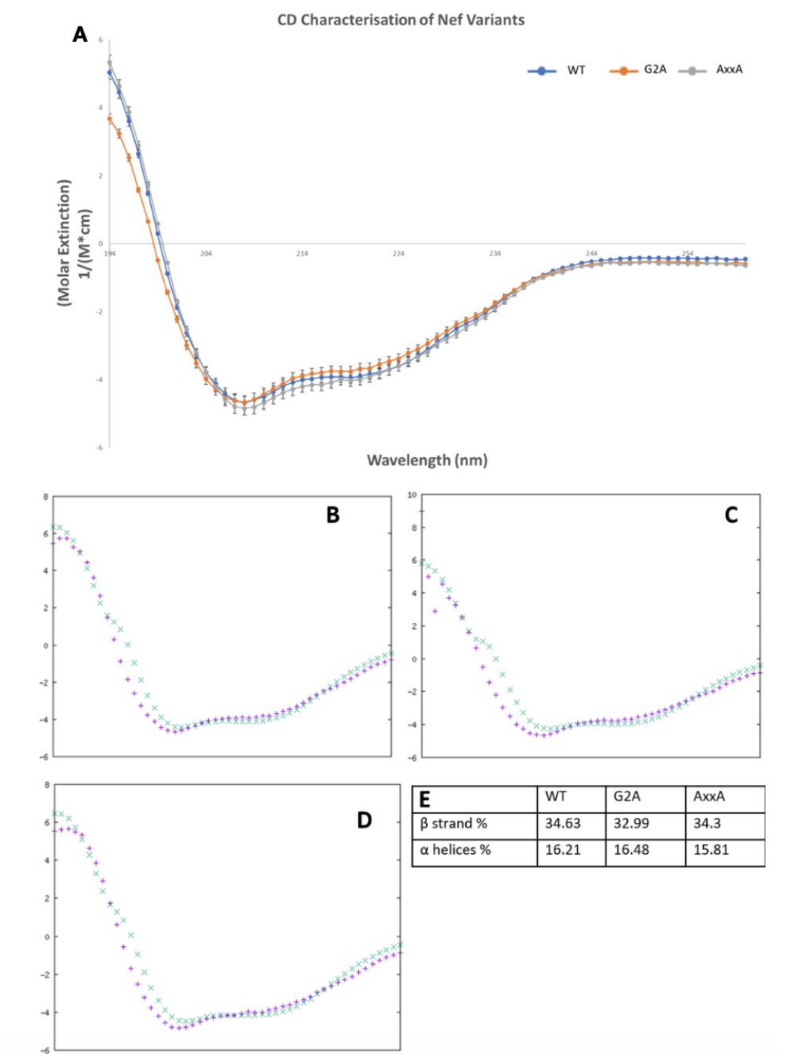 CD Characterisation of Nef Variants
A
6
4
2
0
-2
-4
-6
WT
G2A
AxxA
(Molar Extinction)
1/(M*cm)
194
204
214
224
234
244
254
Wavelength (nm)
B
8
6
4
2
0
-2
-4
-6
C
10
8
6
4
2
0
-2
-4
-6
D
8
6
4
2
0
-2
-4
-6
E WT G2A AxxA
β strand % 34.63 32.99 34.3
α helices % 16.21 16.48 15.81